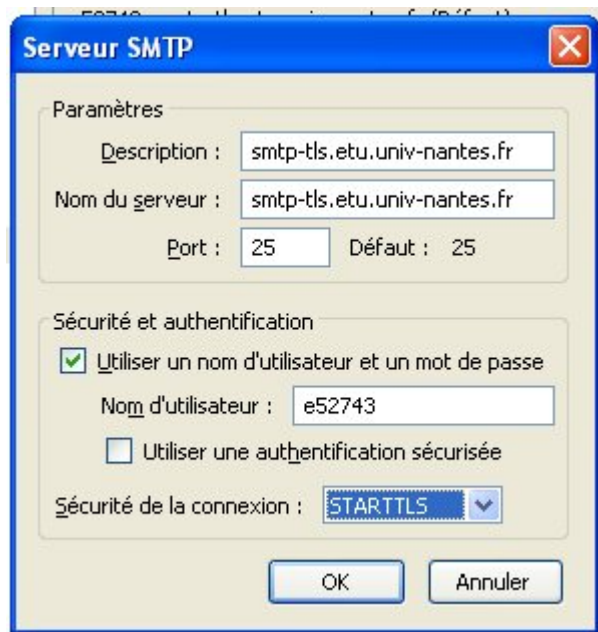 Serveur SMTP
Paramètres
Description : smtp-tls.etu.univ-nantes.fr
Nom du serveur : smtp-tls.etu.univ-nantes.fr
Port : 25 Défaut : 25
Sécurité et authentification
Utiliser un nom d'utilisateur et un mot de passe
Nom d'utilisateur : e52743
Utiliser une authentification sécurisée
Sécurité de la connexion : STARTTLS
OK Annuler